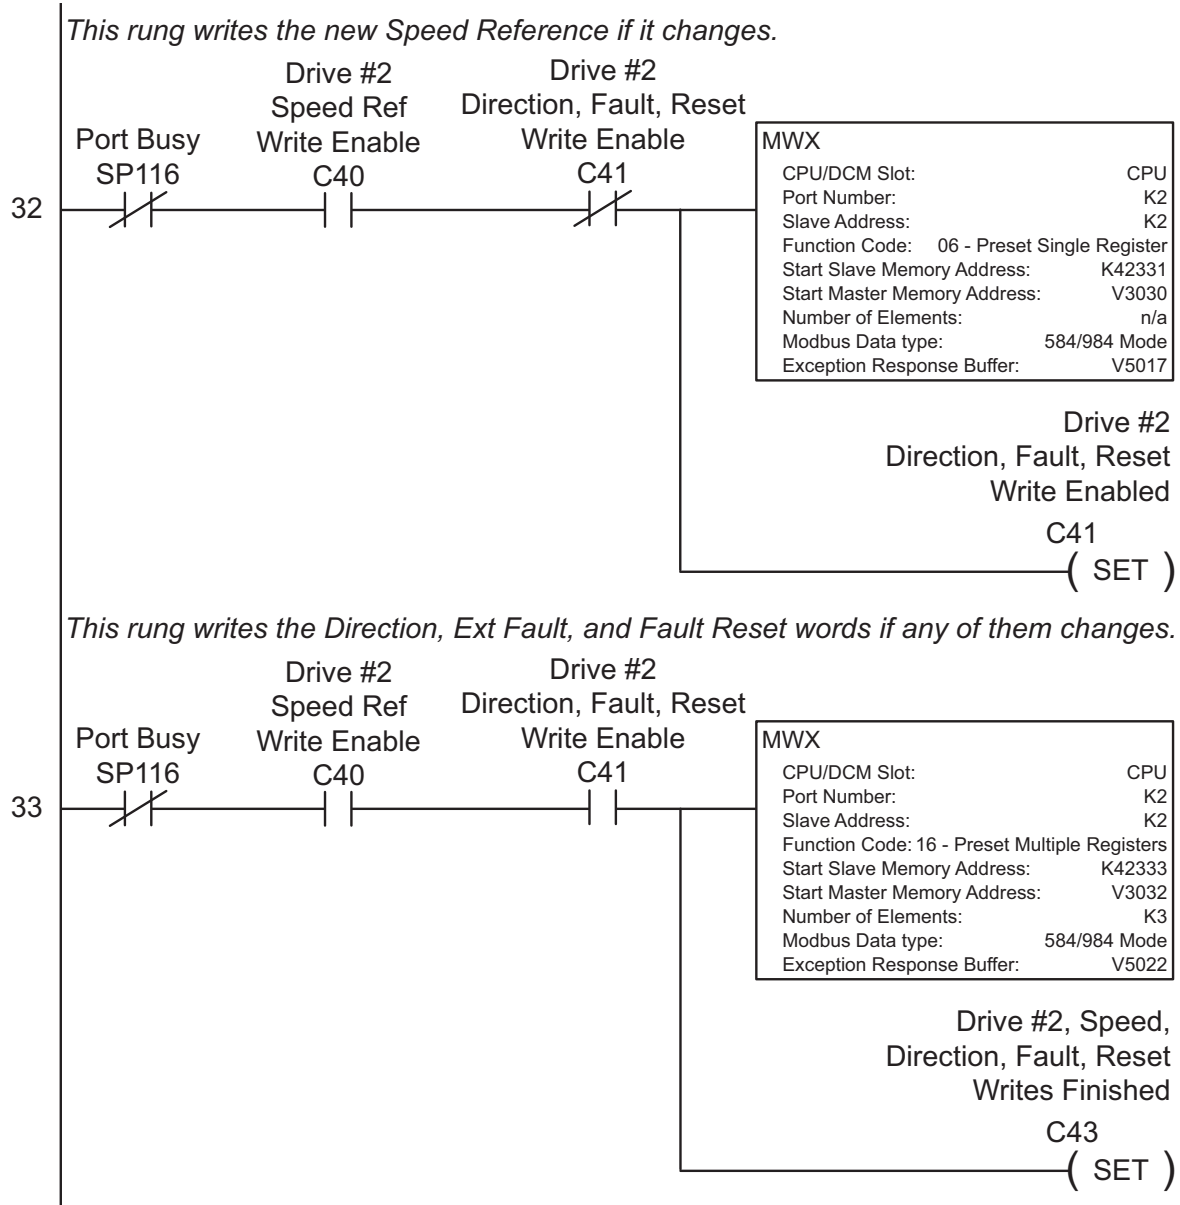 This rung writes the new Speed Reference if it changes.
Drive #2
Speed Ref
Write Enable
C40
Drive #2
Direction, Fault, Reset
Write Enable
C41
Port Busy
SP116
32
MWX
CPU/DCM Slot: CPU
Port Number: K2
Slave Address: K2
Function Code: 06 - Preset Single Register
Start Slave Memory Address: K42331
Start Master Memory Address: V3030
Number of Elements: n/a
Modbus Data type: 584/984 Mode
Exception Response Buffer: V5017
Drive #2
Direction, Fault, Reset
Write Enabled
C41
( SET )
This rung writes the Direction, Ext Fault, and Fault Reset words if any of them changes.
Drive #2
Speed Ref
Write Enable
C40
Drive #2
Direction, Fault, Reset
Write Enable
C41
Port Busy
SP116
33
MWX
CPU/DCM Slot: CPU
Port Number: K2
Slave Address: K2
Function Code: 16 - Preset Multiple Registers
Start Slave Memory Address: K42333
Start Master Memory Address: V3032
Number of Elements: K3
Modbus Data type: 584/984 Mode
Exception Response Buffer: V5022
Drive #2, Speed,
Direction, Fault, Reset
Writes Finished
C43
( SET )